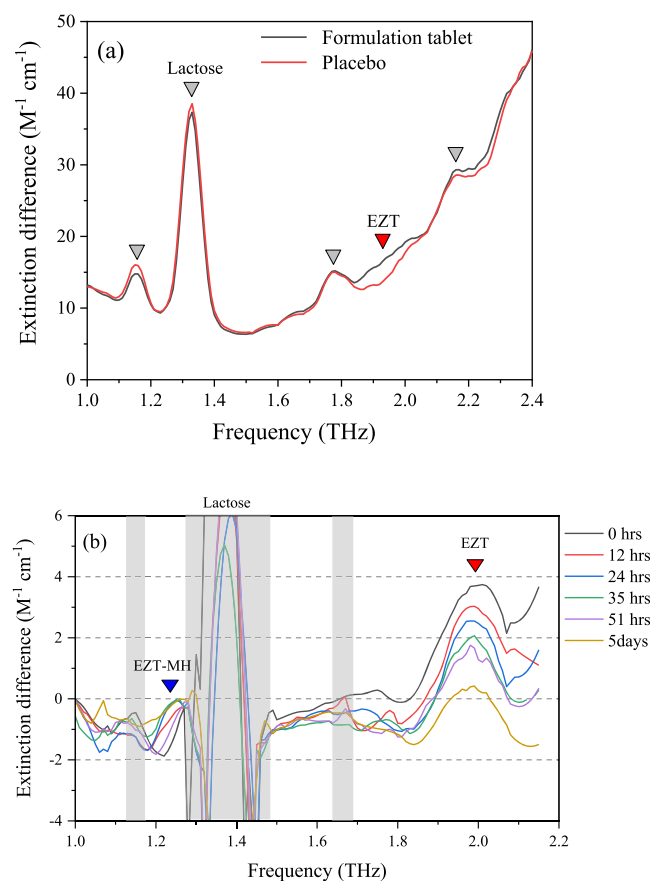 (a)
Formulation tablet
Placebo
Lactose
EZT
Extinction difference (M⁻¹ cm⁻¹)
50
40
30
20
10
0
1.0 1.2 1.4 1.6 1.8 2.0 2.2 2.4
Frequency (THz)
Lactose
(b)
EZT
EZT-MH
0 hrs
12 hrs
24 hrs
35 hrs
51 hrs
5days
Extinction difference (M⁻¹ cm⁻¹)
6
4
2
0
-2
-4
1.0 1.2 1.4 1.6 1.8 2.0 2.2
Frequency (THz)